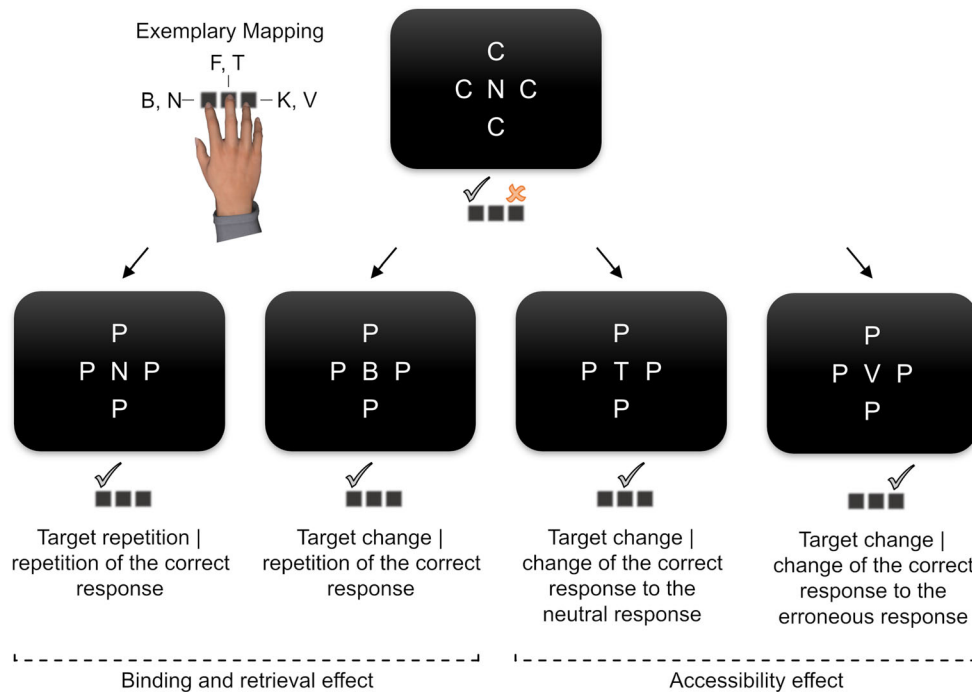 Exemplary Mapping
F, T
B, N
K, V
C
C N C
C
P
P N P
P
P
P B P
P
P
P T P
P
P
P V P
P
Target repetition |
repetition of the correct
response
Target change |
repetition of the correct
response
Target change |
change of the correct
response to the
neutral response
Target change |
change of the correct
response to the
erroneous response
Binding and retrieval effect
Accessibility effect